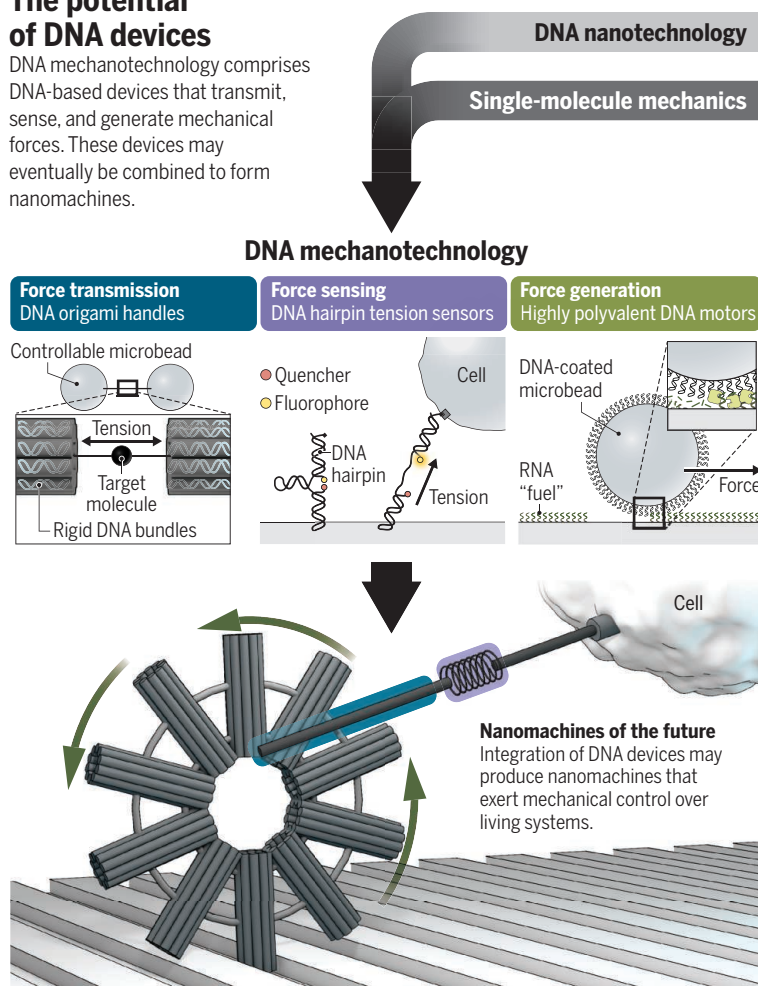 The potential
of DNA devices
DNA mechanotechnology comprises
DNA-based devices that transmit,
sense, and generate mechanical
forces. These devices may
eventually be combined to form
nanomachines.
DNA nanotechnology
Single-molecule mechanics
DNA mechanotechnology
Force transmission
DNA origami handles
Force sensing
DNA hairpin tension sensors
Force generation
Highly polyvalent DNA motors
Controllable microbead
Tension
Target
molecule
Rigid DNA bundles
Quencher
Fluorophore
Cell
DNA
hairpin
Tension
DNA-coated
microbead
RNA
“fuel”
Force
Cell
Nanomachines of the future
Integration of DNA devices may
produce nanomachines that
exert mechanical control over
living systems.